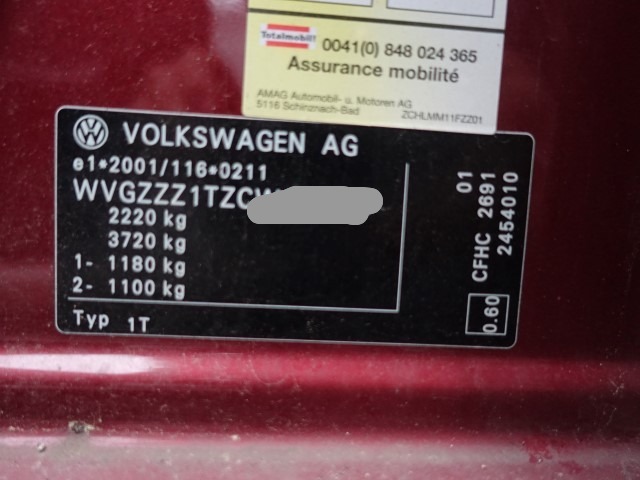 Totalmobil!
0041(0) 848 024 365
Assurance mobilité
AMAG Automobil- u. Motoren AG
5116 Schinznach-Bad
ZCHLMM11FZZ01
VOLKSWAGEN AG
e1*2001/116*0211
WVGZZZ1TZCW
2220 kg
3720 kg
1- 1180 kg
2- 1100 kg
Typ 1T
01
CFHC 2691
2454010
0.60